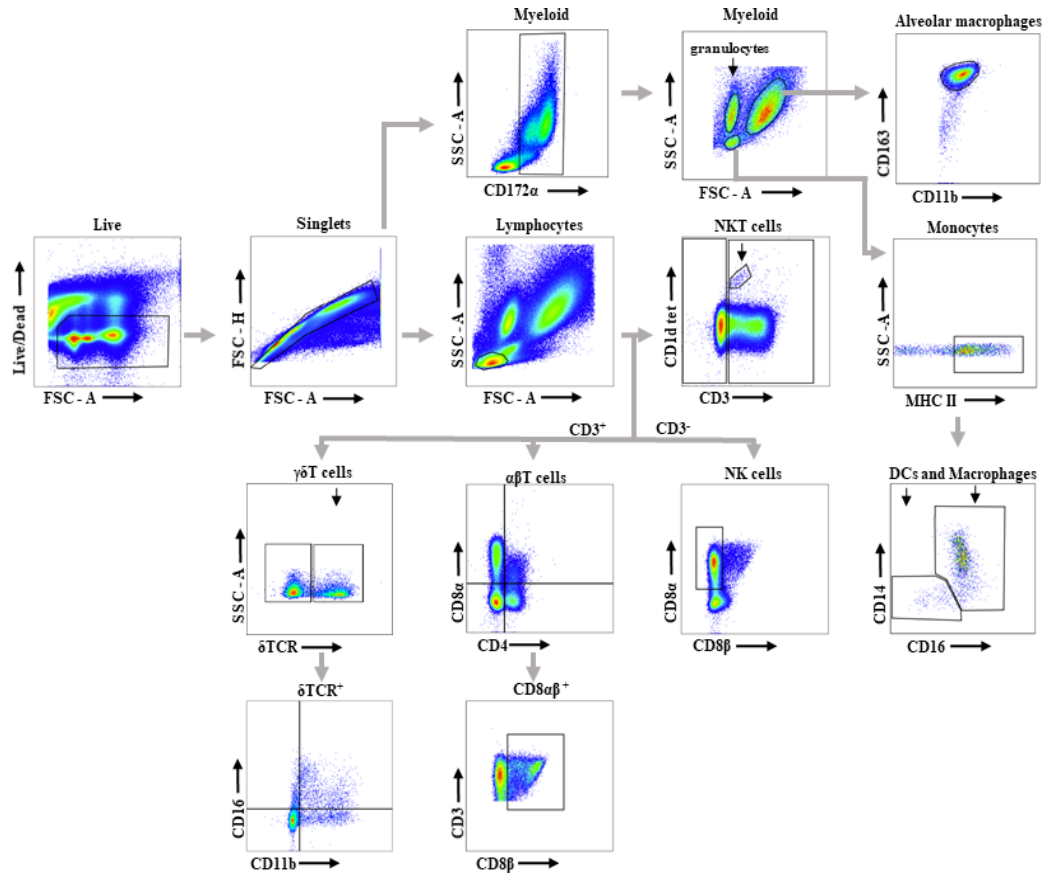 Myeloid
SSC - A
CD172α
Myeloid
granulocytes
SSC - A
FSC - A
Alveolar macrophages
CD163
CD11b
Live
Live/Dead
FSC - A
Singlets
FSC - H
FSC - A
Lymphocytes
SSC - A
FSC - A
NKT cells
CD1d tet
CD3
Monocytes
SSC-A
MHC II
CD3⁺
CD3⁻
γδT cells
SSC - A
δTCR
αβT cells
CD8α
CD4
NK cells
CD8α
CD8β
DCs and Macrophages
CD14
CD16
δTCR⁺
CD16
CD11b
CD8αβ⁺
CD3
CD8β